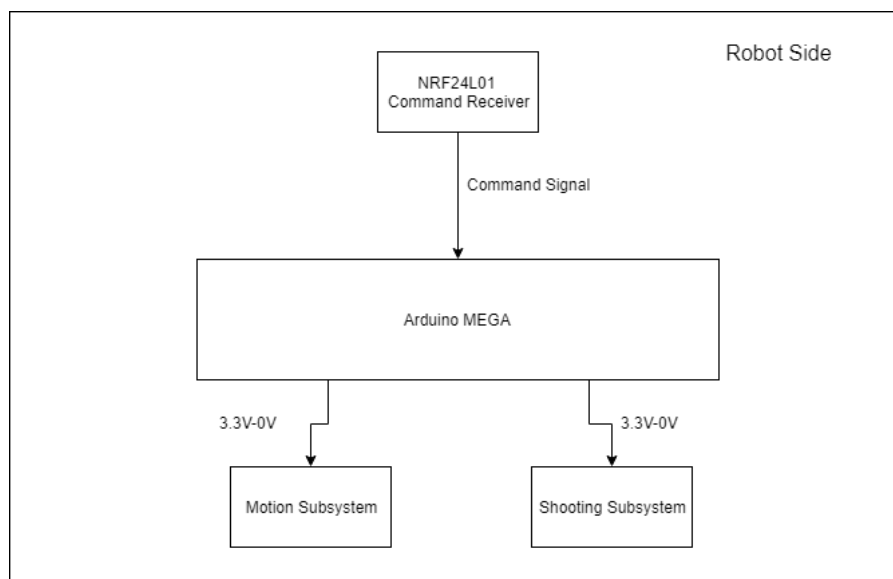 Robot Side
NRF24L01
Command Receiver
Command Signal
Arduino MEGA
3.3V-0V
3.3V-0V
Motion Subsystem
Shooting Subsystem